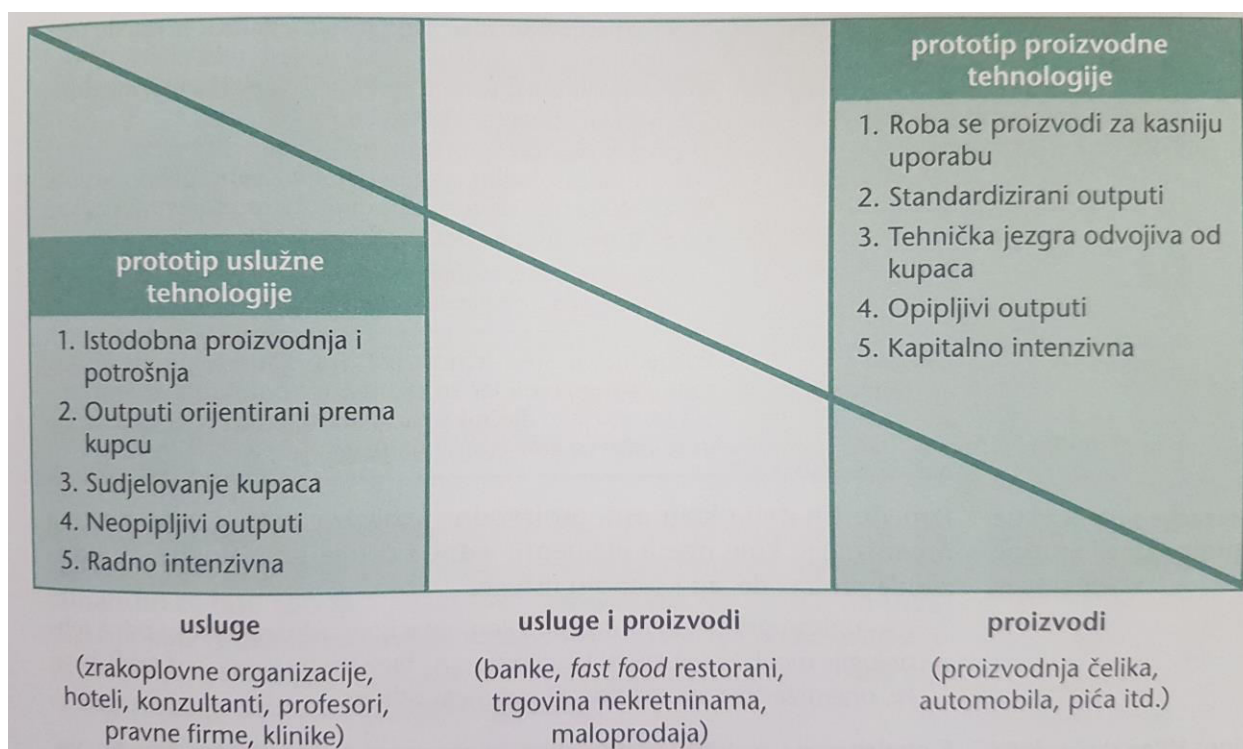 prototip proizvodne
tehnologije
1. Roba se proizvodi za kasniju
uporabu
2. Standardizirani outputi
3. Tehnička jezgra odvojiva od
kupaca
4. Opipljivi outputi
5. Kapitalno intenzivna
prototip uslužne
tehnologije
1. Istodobna proizvodnja i
potrošnja
2. Outputi orijentirani prema
kupcu
3. Sudjelovanje kupaca
4. Neopipljivi outputi
5. Radno intenzivna
usluge
(zrakoplovne organizacije,
hoteli, konzultanti, profesori,
pravne firme, klinike)
usluge i proizvodi
(banke, fast food restorani,
trgovina nekretninama,
maloprodaja)
proizvodi
(proizvodnja čelika,
automobila, pića itd.)